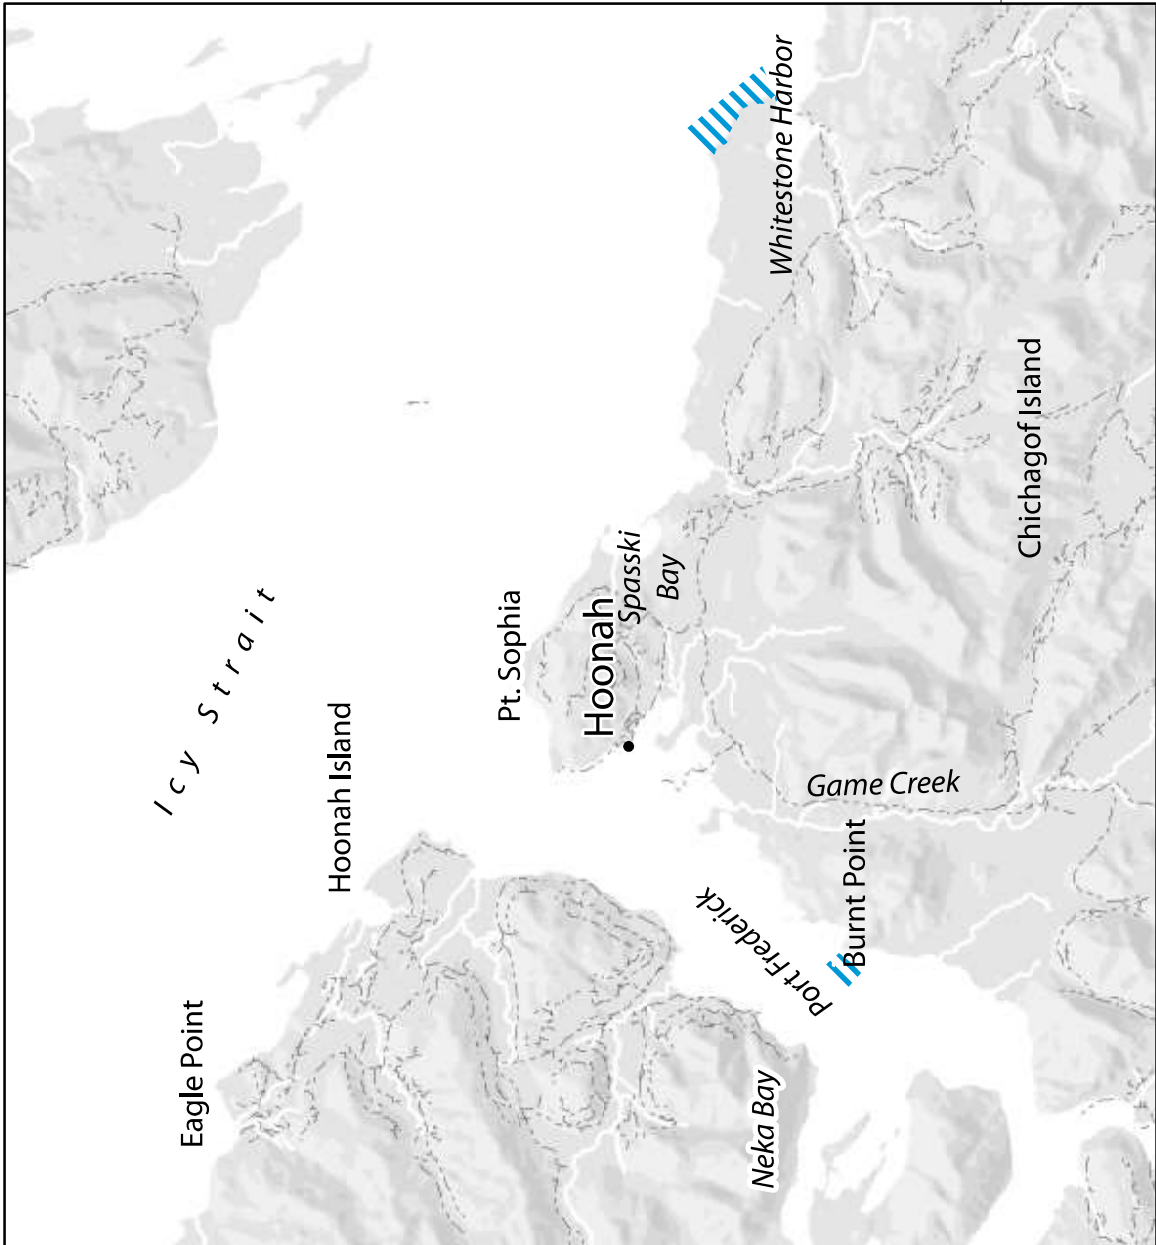 Icy Strait
Eagle Point
Hoonah Island
Pt. Sophia
Hoonah
Spasski
Bay
Whitestone Harbor
Port Frederick
Neka Bay
Burnt Point
Game Creek
Chichagof Island